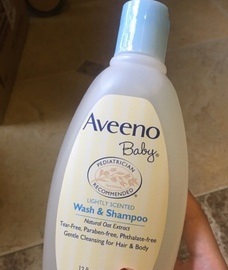 Aveeno®
Baby®
PEDIATRICIAN
RECOMMENDED
LIGHTLY SCENTED
Wash & Shampoo
Natural Oat Extract
Tear-Free, Paraben-free, Phthalate-free
Gentle Cleansing for Hair & Body